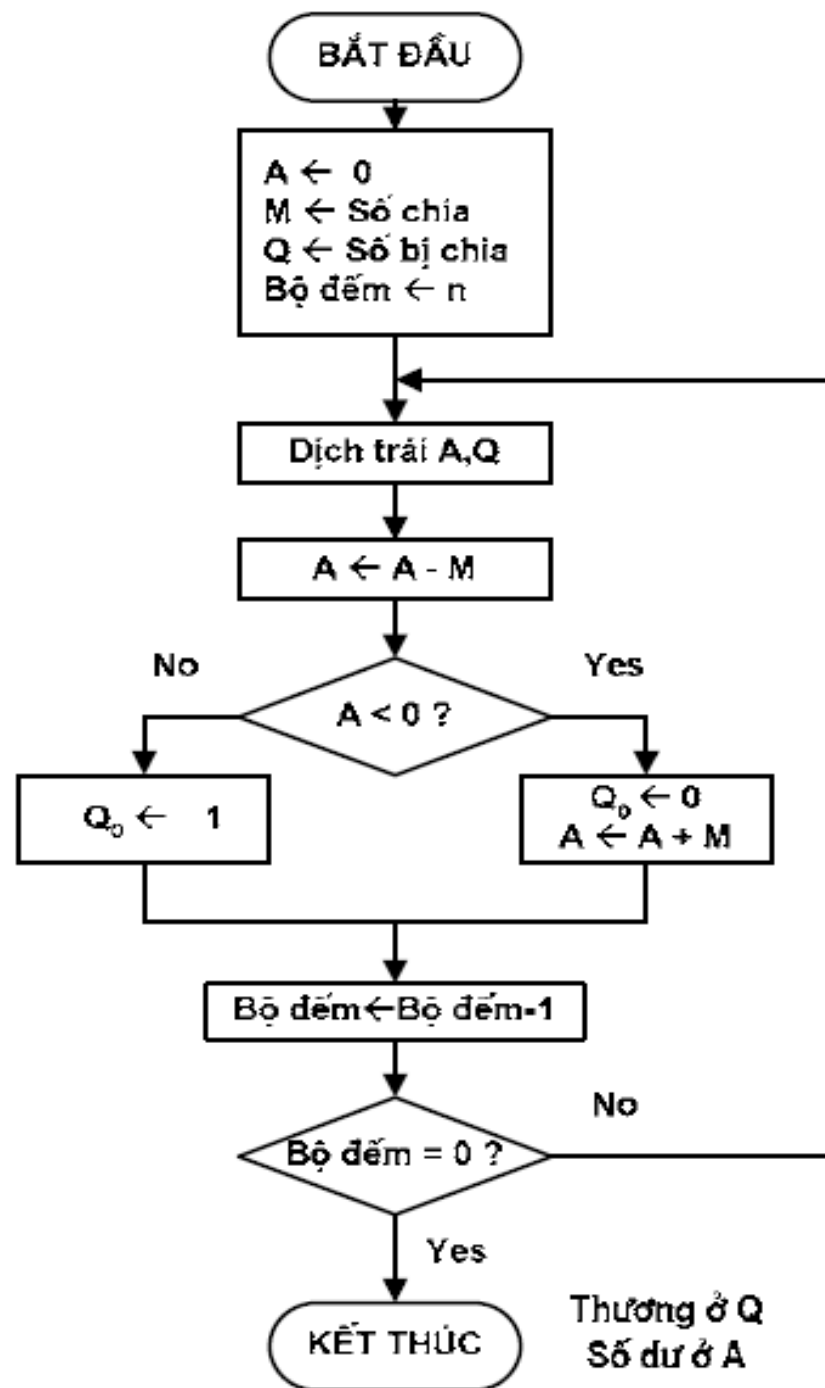 BẮT ĐẦU
A ← 0
M ← Số chia
Q ← Số bị chia
Bộ đếm ← n
Dịch trái A,Q
A ← A - M
No
Yes
A < 0 ?
Q₀ ← 1
Q₀ ← 0
A ← A + M
Bộ đếm←Bộ đếm-1
No
Bộ đếm = 0 ?
Yes
Thương ở Q
KẾT THÚC
Số dư ở A